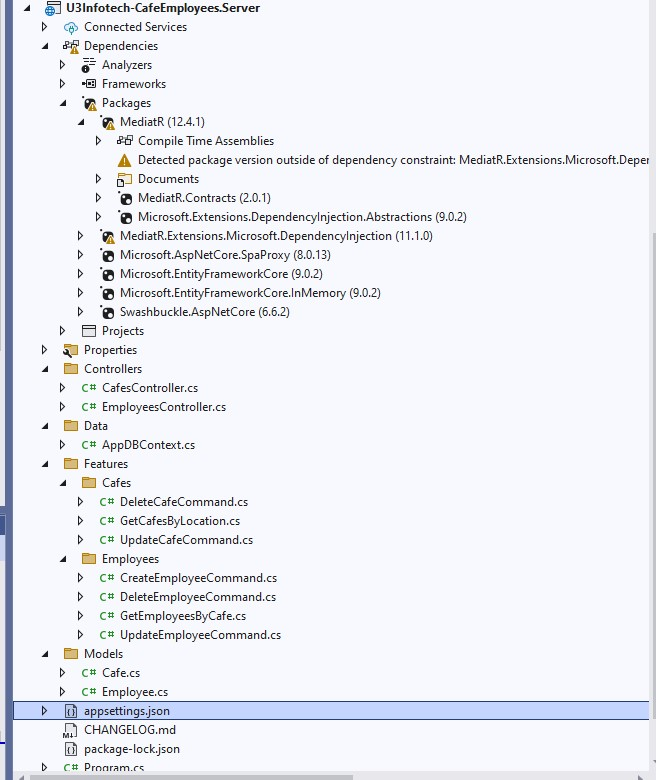 U3Infotech-CafeEmployees.Server
Connected Services
Dependencies
Analyzers
Frameworks
Packages
MediatR (12.4.1)
Compile Time Assemblies
Detected package version outside of dependency constraint: MediatR.Extensions.Microsoft.Deper
Documents
MediatR.Contracts (2.0.1)
Microsoft.Extensions.DependencyInjection.Abstractions (9.0.2)
MediatR.Extensions.Microsoft.DependencyInjection (11.1.0)
Microsoft.AspNetCore.SpaProxy (8.0.13)
Microsoft.EntityFrameworkCore (9.0.2)
Microsoft.EntityFrameworkCore.InMemory (9.0.2)
Swashbuckle.AspNetCore (6.6.2)
Projects
Properties
Controllers
C# CafesController.cs
C# EmployeesController.cs
Data
C# AppDBContext.cs
Features
Cafes
C# DeleteCafeCommand.cs
C# GetCafesByLocation.cs
C# UpdateCafeCommand.cs
Employees
C# CreateEmployeeCommand.cs
C# DeleteEmployeeCommand.cs
C# GetEmployeesByCafe.cs
C# UpdateEmployeeCommand.cs
Models
C# Cafe.cs
C# Employee.cs
appsettings.json
CHANGELOG.md
package-lock.json
C# Program.cs